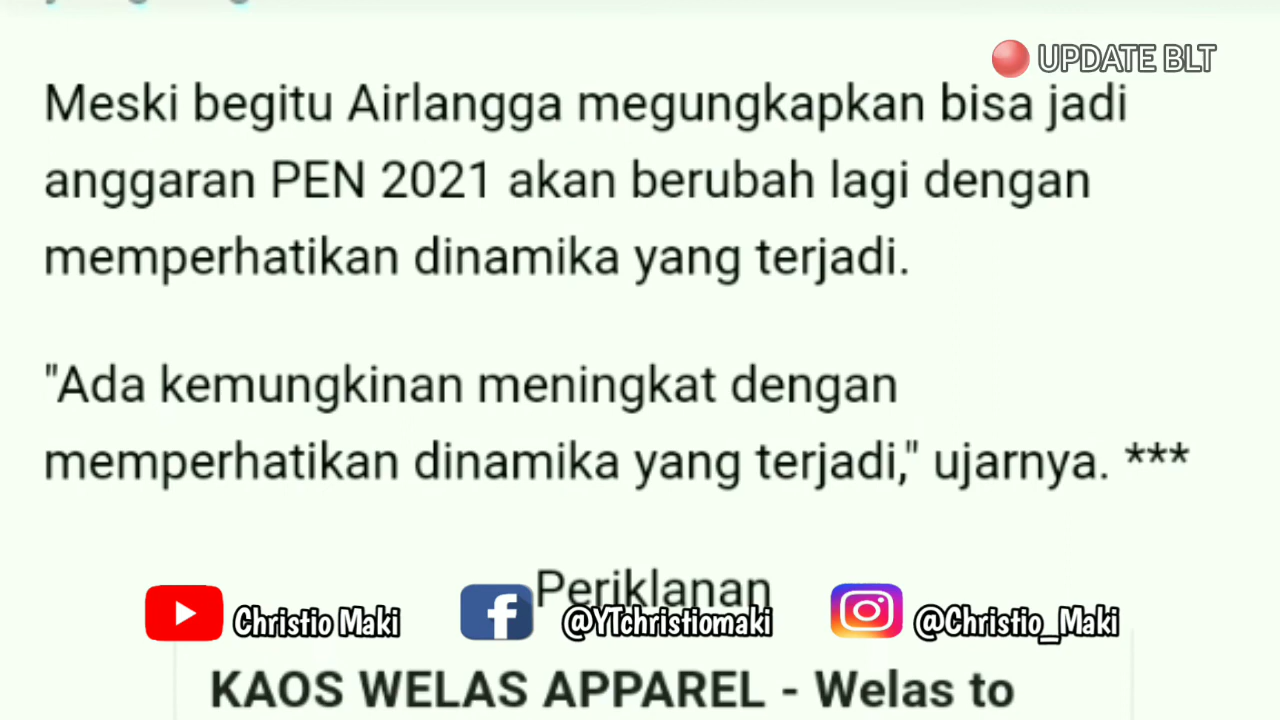 UPDATE BLT
Meski begitu Airlangga megungkapkan bisa jadi
anggaran PEN 2021 akan berubah lagi dengan
memperhatikan dinamika yang terjadi.
"Ada kemungkinan meningkat dengan
memperhatikan dinamika yang terjadi," ujarnya. ***
Periklanan
Christio Maki
@YTchristiomaki
@Christio_Maki
KAOS WELAS APPAREL - Welas to